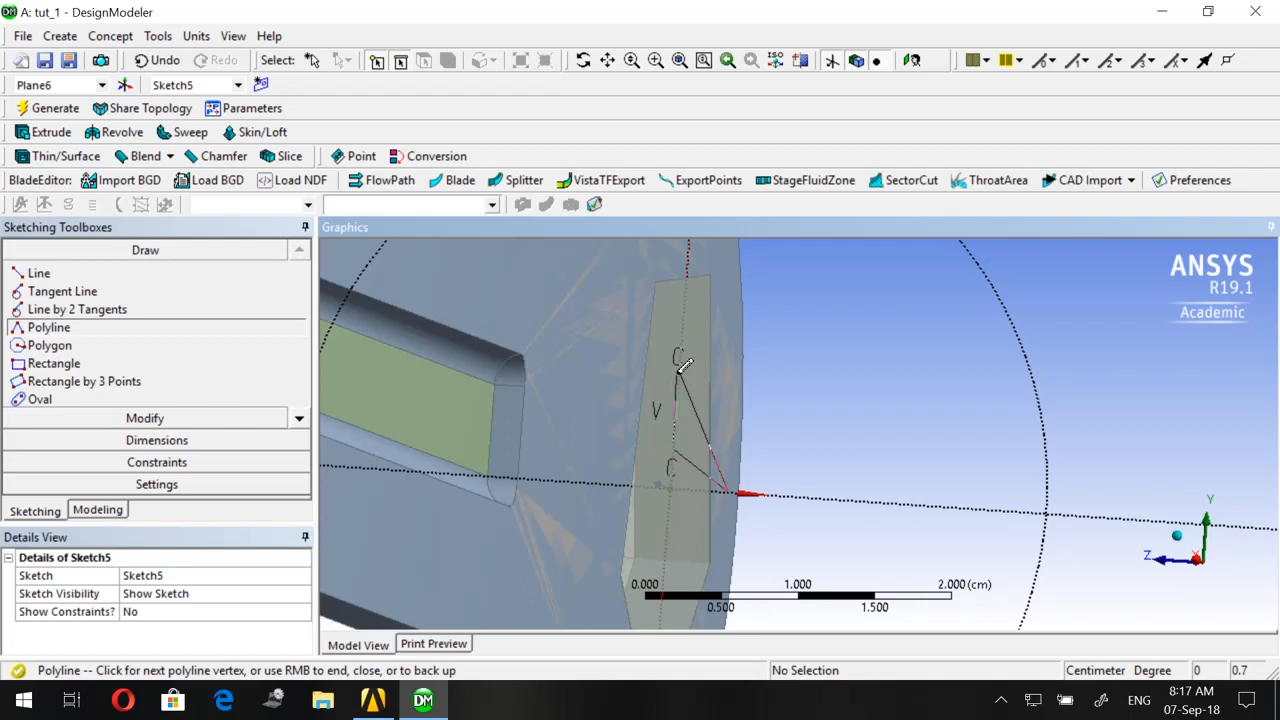 A: tut_1 - DesignModeler
File Create Concept Tools Units View Help
Undo Redo Select: ISO
Plane6 Sketch5
Generate Share Topology Parameters
Extrude Revolve Sweep Skin/Loft
Thin/Surface Blend Chamfer Slice Point Conversion
BladeEditor: Import BGD Load BGD Load NDF FlowPath Blade Splitter VistaTFExport ExportPoints StageFluidZone SectorCut ThroatArea CAD Import Preferences
Sketching Toolboxes
Draw
Line
Tangent Line
Line by 2 Tangents
Polyline
Polygon
Rectangle
Rectangle by 3 Points
Oval
Modify
Dimensions
Constraints
Settings
Sketching Modeling
Details View
Details of Sketch5
Sketch Sketch5
Sketch Visibility Show Sketch
Show Constraints? No
Graphics
ANSYS
R19.1
Academic
C
V
C
Y
Z X
0.000 1.000 2.000 (cm)
0.500 1.500
Model View Print Preview
Polyline -- Click for next polyline vertex, or use RMB to end, close, or to back up No Selection Centimeter Degree 0 0.7
DM ENG 8:17 AM
07-Sep-18